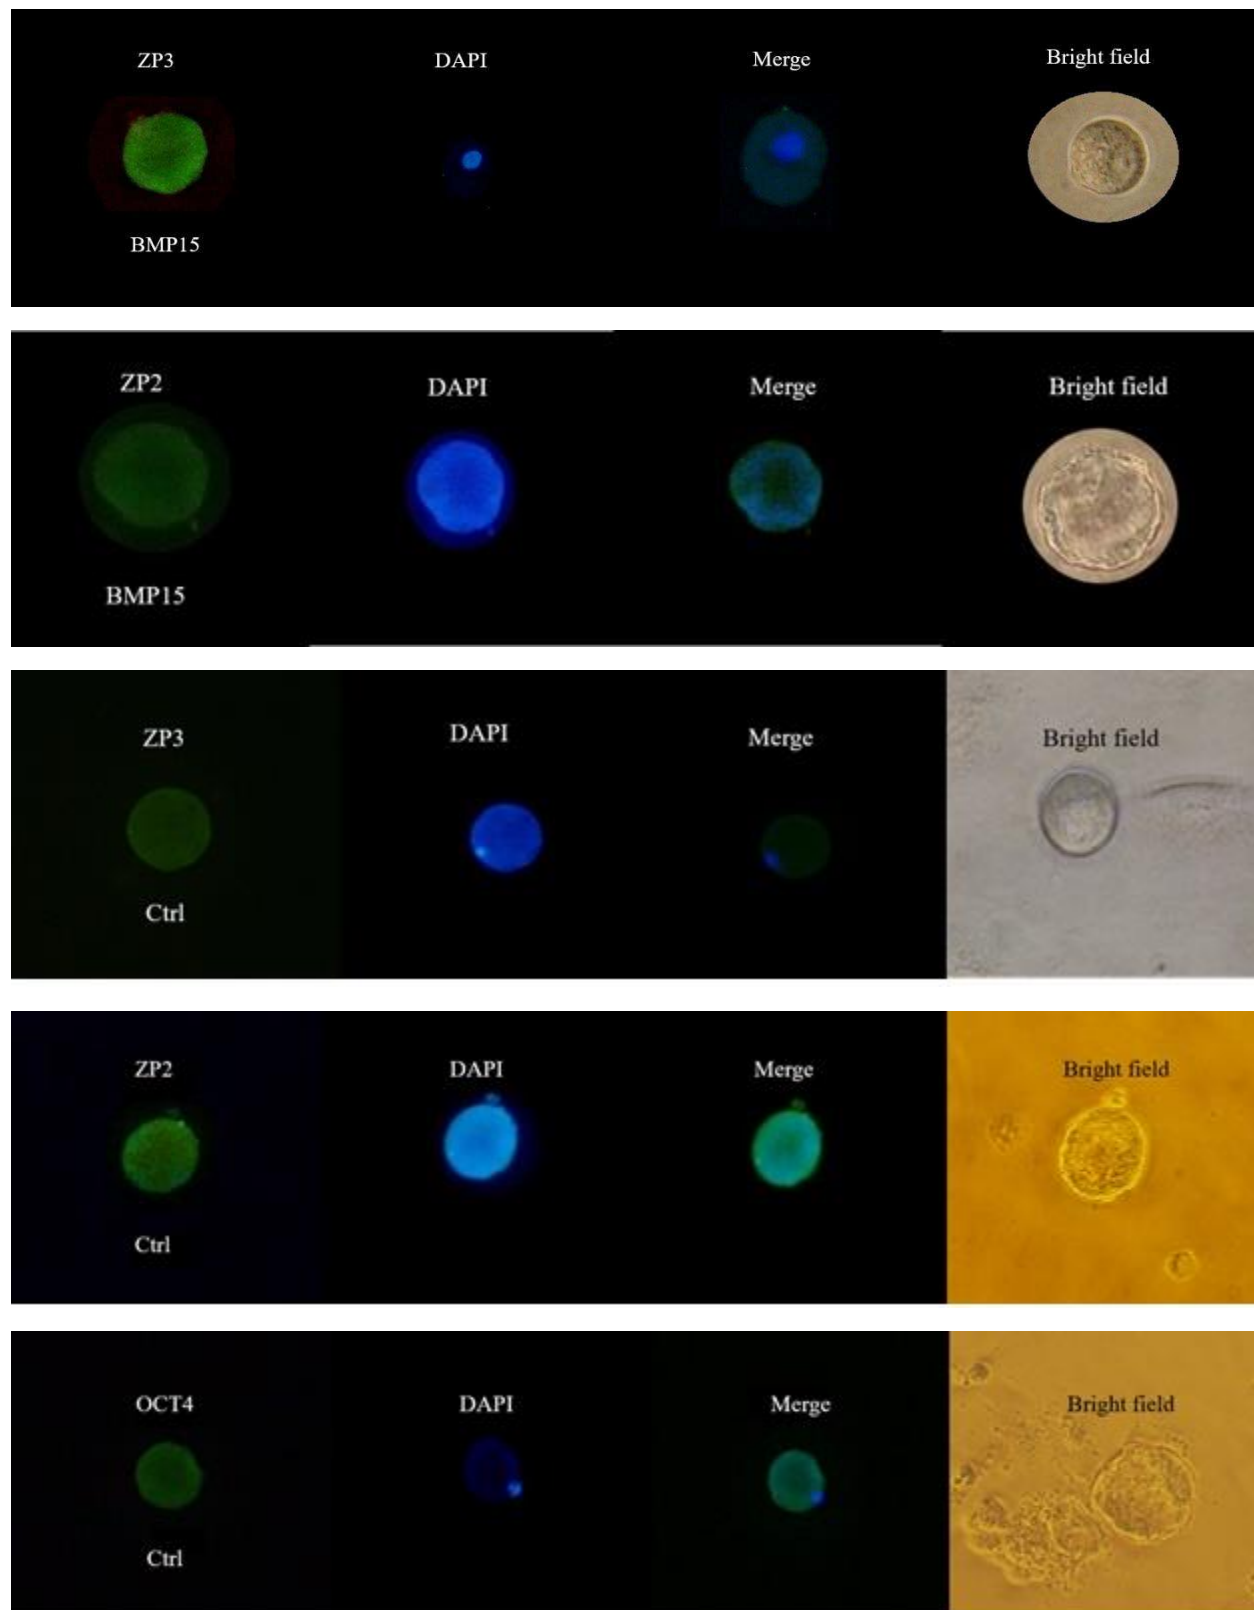 ZP3 DAPI Merge Bright field
BMP15
ZP2 DAPI Merge Bright field
BMP15
ZP3 DAPI Merge Bright field
Ctrl
ZP2 DAPI Merge Bright field
Ctrl
OCT4 DAPI Merge Bright field
Ctrl